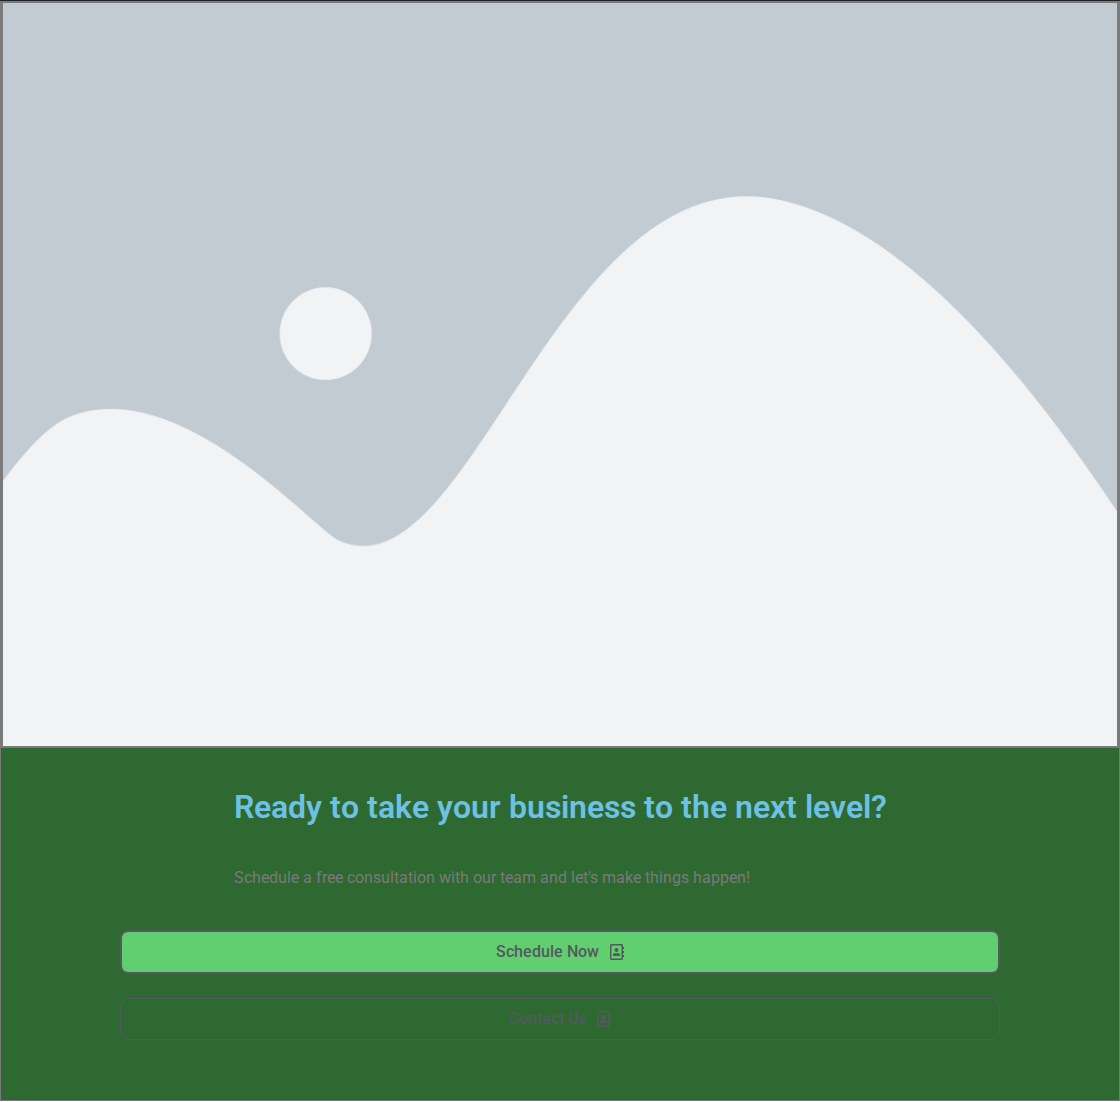 Ready to take your business to the next level?
Schedule a free consultation with our team and let's make things happen!
Schedule Now
Contact Us